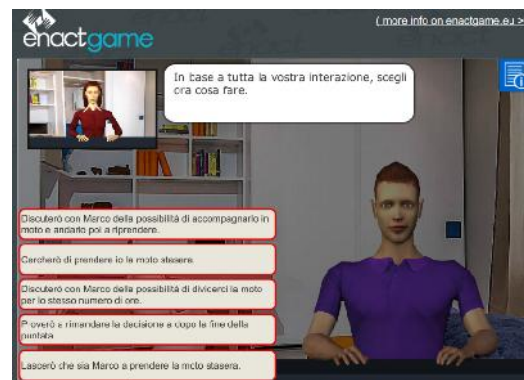 enactgame
( more info on enactgame.eu >
In base a tutta la vostra interazione, scegli
ora cosa fare.
Discuterò con Marco della possibilità di accompagnarlo in
moto e andarlo poi a riprendere.
Cercherò di prendere io la moto stasera.
Discuterò con Marco della possibilità di dividerci la moto
per lo stesso numero di ore.
Proverò a rimandare la decisione a dopo la fine della
puntata
Lascerò che sia Marco a prendere la moto stasera.